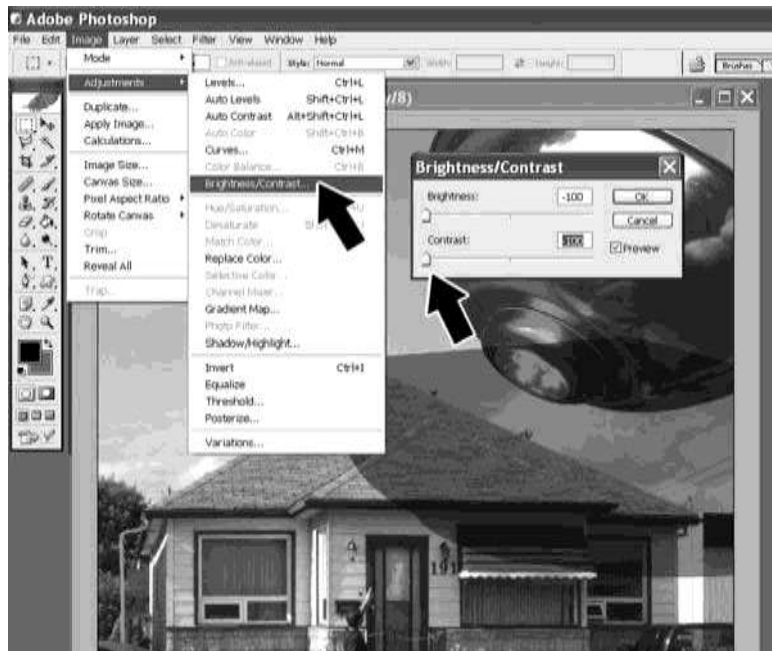 Adobe Photoshop
File Edit Image Layer Select Filter View Window Help
Style: Normal Width: Height: Brushes
Mode
Adjustments
Duplicate...
Apply Image...
Calculations...
Image Size...
Canvas Size...
Pixel Aspect Ratio
Rotate Canvas
Crop
Trim...
Reveal All
Trap...
Levels... Ctrl+L
Auto Levels Shift+Ctrl+L
Auto Contrast Alt+Shift+Ctrl+L
Auto Color Shift+Ctrl+B
Curves... Ctrl+M
Color Balance... Ctrl+B
Brightness/Contrast...
Hue/Saturation...
Desaturate
Match Color...
Replace Color...
Selective Color...
Channel Mixer...
Gradient Map...
Photo Filter...
Shadow/Highlight...
Invert Ctrl+I
Equalize
Threshold...
Posterize...
Variations...
/8)
Brightness/Contrast
Brightness: -100
OK
Cancel
Contrast: -100
Preview
191